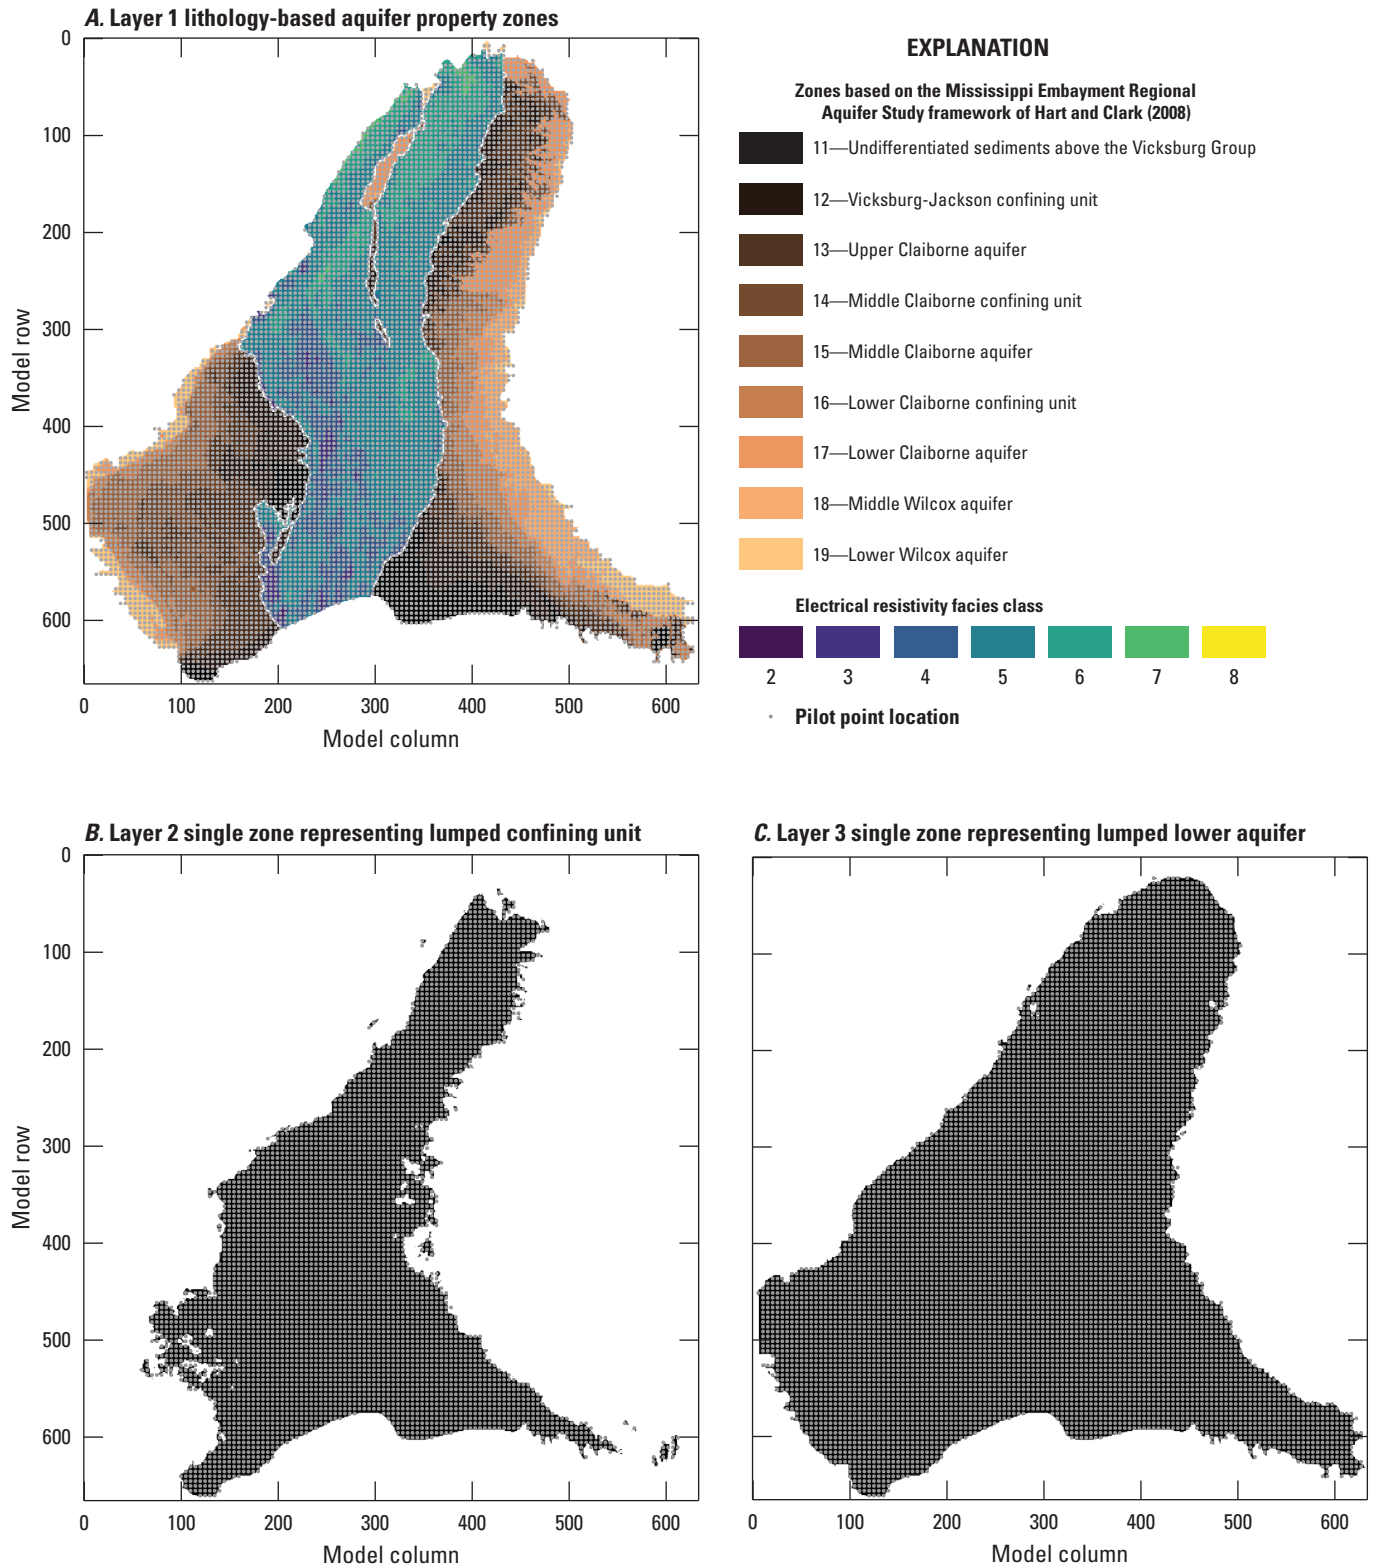 A. Layer 1 lithology-based aquifer property zones
0
100
200
300
400
500
600
Model row
0 100 200 300 400 500 600
Model column
EXPLANATION
Zones based on the Mississippi Embayment Regional
Aquifer Study framework of Hart and Clark (2008)
11—Undifferentiated sediments above the Vicksburg Group
12—Vicksburg-Jackson confining unit
13—Upper Claiborne aquifer
14—Middle Claiborne confining unit
15—Middle Claiborne aquifer
16—Lower Claiborne confining unit
17—Lower Claiborne aquifer
18—Middle Wilcox aquifer
19—Lower Wilcox aquifer
Electrical resistivity facies class
2 3 4 5 6 7 8
Pilot point location
B. Layer 2 single zone representing lumped confining unit
0
100
200
300
400
500
600
Model row
0 100 200 300 400 500 600
Model column
C. Layer 3 single zone representing lumped lower aquifer
0 100 200 300 400 500 600
Model column